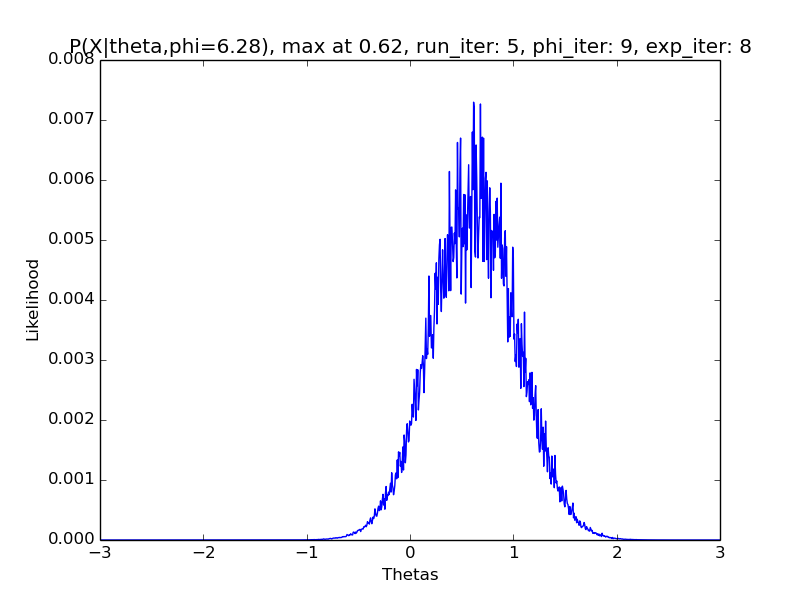 P(X|theta,phi=6.28), max at 0.62, run_iter: 5, phi_iter: 9, exp_iter: 8
0.008
0.007
0.006
0.005
0.004
0.003
0.002
0.001
0.000
Likelihood
−3 −2 −1 0 1 2 3
Thetas